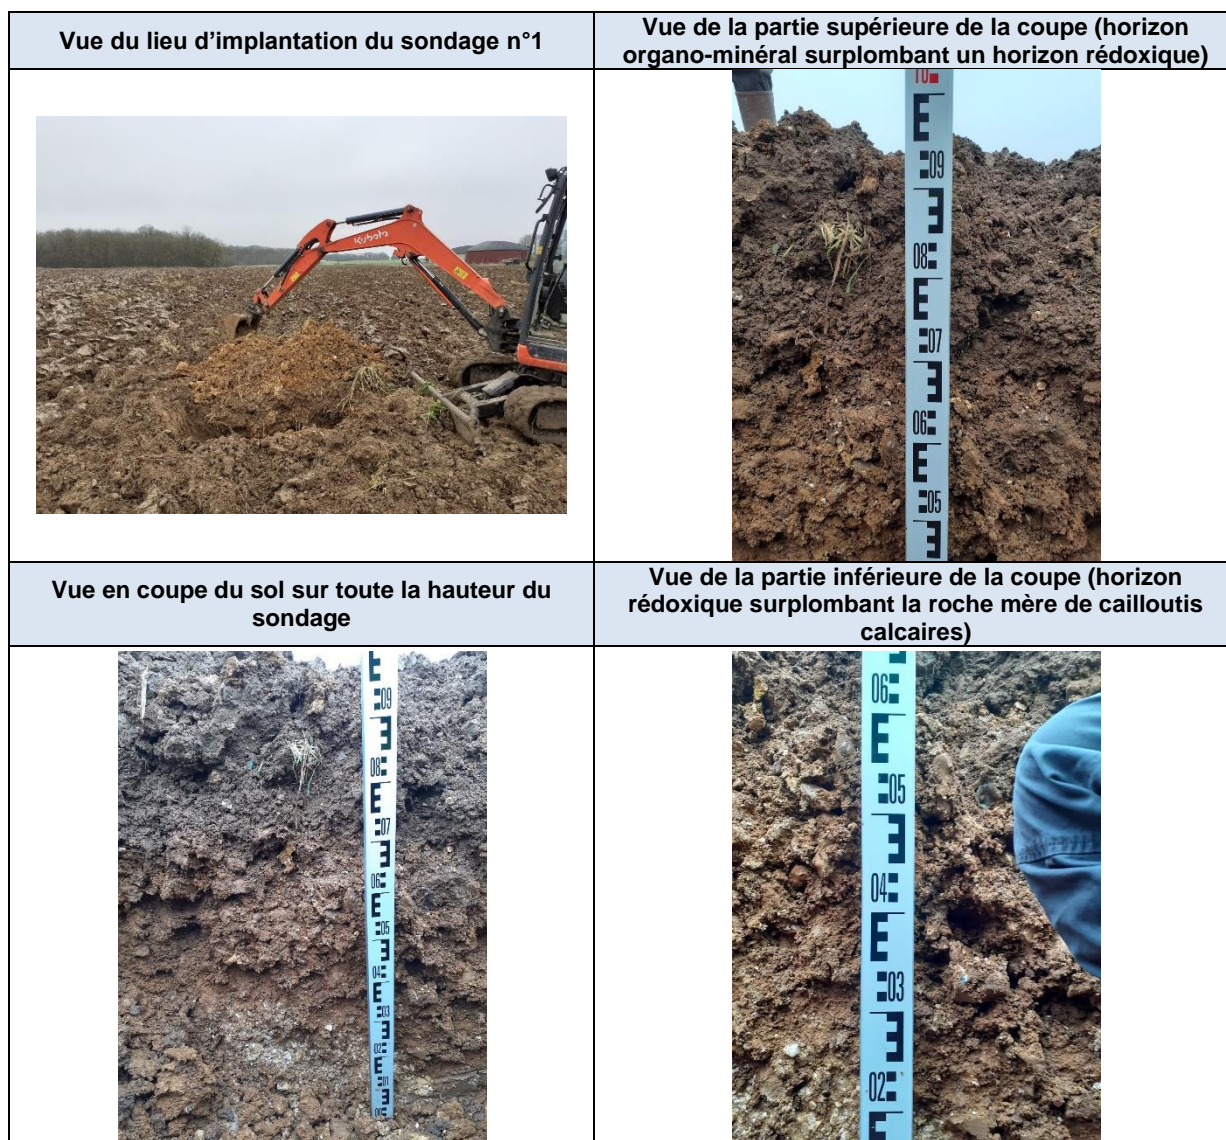 Vue du lieu d'implantation du sondage n°1
Vue de la partie supérieure de la coupe (horizon
organo-minéral surplombant un horizon rédoxique)
Kubota
10
09
08
07
06
05
Vue en coupe du sol sur toute la hauteur du
sondage
Vue de la partie inférieure de la coupe (horizon
rédoxique surplombant la roche mère de cailloutis
calcaires)
09
08
07
06
05
04
03
02
01
00
06
05
04
03
02